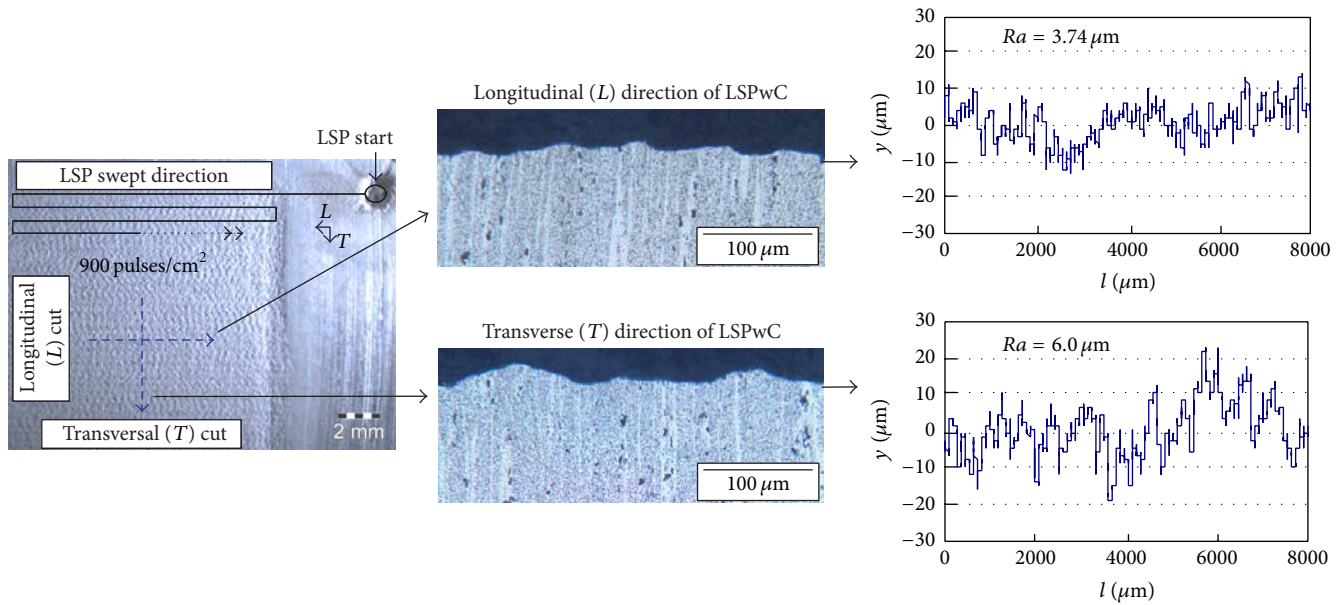 LSP start
LSP swept direction
L
T
900 pulses/cm²
Longitudinal
(L) cut
Transversal (T) cut
2 mm
Longitudinal (L) direction of LSPwC
100 μm
Transverse (T) direction of LSPwC
100 μm
Ra = 3.74 μm
30
20
10
0
−10
−20
−30
y (μm)
0 2000 4000 6000 8000
l (μm)
Ra = 6.0 μm
30
20
10
0
−10
−20
−30
y (μm)
0 2000 4000 6000 8000
l (μm)